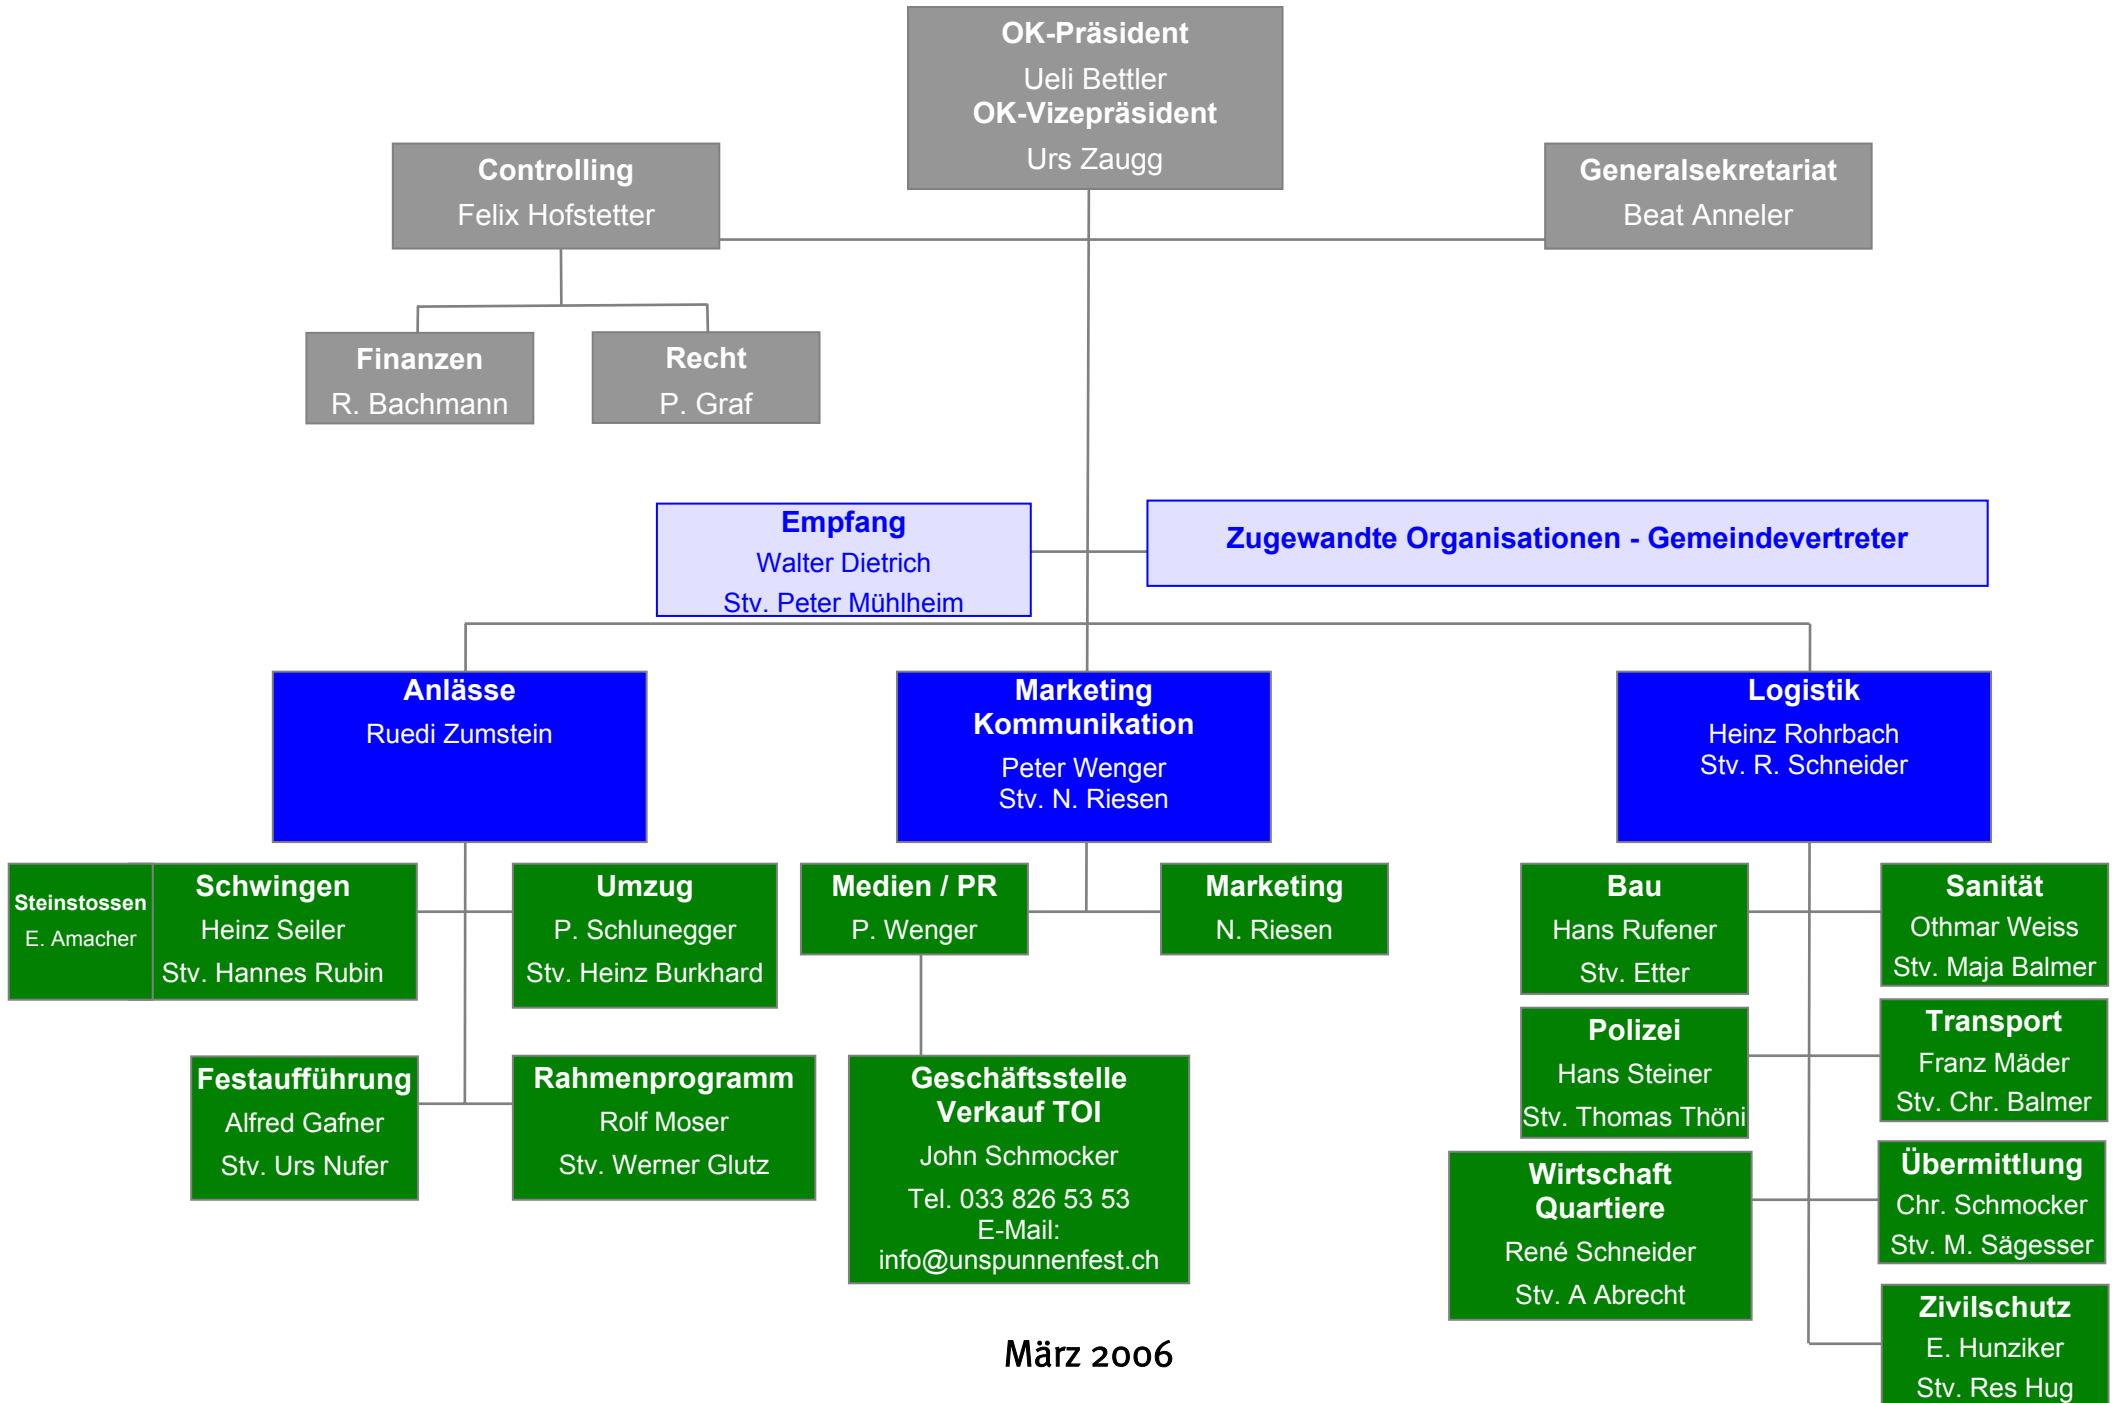 OK-Präsident
Ueli Bettler
OK-Vizepräsident
Urs Zaugg
Controlling
Felix Hofstetter
Generalsekretariat
Beat Anneler
Finanzen
R. Bachmann
Recht
P. Graf
Empfang
Walter Dietrich
Stv. Peter Mühlheim
Zugewandte Organisationen - Gemeindevertreter
Anlässe
Ruedi Zumstein
Marketing
Kommunikation
Peter Wenger
Stv. N. Riesen
Logistik
Heinz Rohrbach
Stv. R. Schneider
Steinstossen
E. Amacher
Schwingen
Heinz Seiler
Stv. Hannes Rubin
Umzug
P. Schlunegger
Stv. Heinz Burkhard
Medien / PR
P. Wenger
Marketing
N. Riesen
Bau
Hans Rufener
Stv. Etter
Sanität
Othmar Weiss
Stv. Maja Balmer
Polizei
Hans Steiner
Stv. Thomas Thöni
Transport
Franz Mäder
Stv. Chr. Balmer
Festaufführung
Alfred Gafner
Stv. Urs Nufer
Rahmenprogramm
Rolf Moser
Stv. Werner Glutz
Geschäftsstelle
Verkauf TOI
John Schmocker
Tel. 033 826 53 53
E-Mail:
info@unspunnenfest.ch
Wirtschaft
Quartiere
René Schneider
Stv. A Abrecht
Übermittlung
Chr. Schmocker
Stv. M. Sägesser
Zivilschutz
E. Hunziker
Stv. Res Hug
März 2006